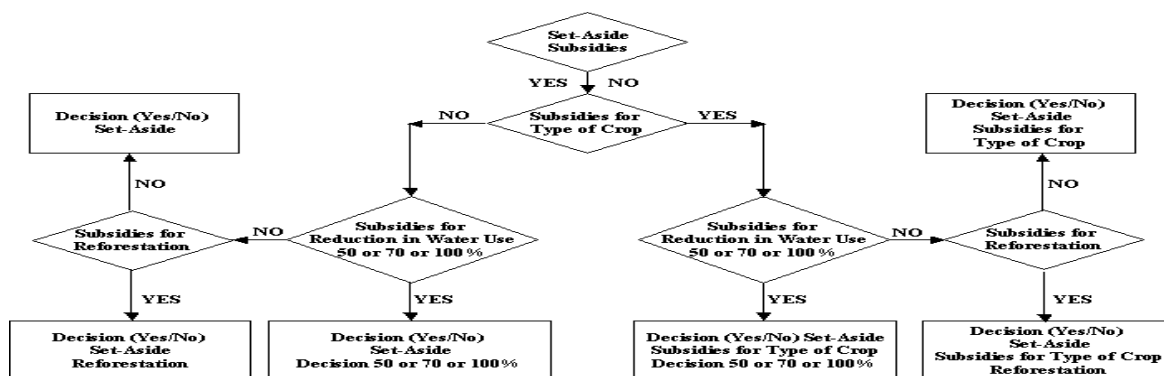 Set-Aside
Subsidies
YES NO
Subsidies for
Type of Crop
NO
YES
Decision (Yes/No)
Set-Aside
Decision (Yes/No)
Set-Aside
Subsidies for
Type of Crop
NO
NO
Subsidies for
Reforestation
NO
Subsidies for
Reduction in Water Use
50 or 70 or 100%
Subsidies for
Reduction in Water Use
50 or 70 or 100%
NO
Subsidies for
Reforestation
YES
YES
YES
YES
Decision (Yes/No)
Set-Aside
Reforestation
Decision (Yes/No)
Set-Aside
Decision 50 or 70 or 100%
Decision (Yes/No) Set-Aside
Subsidies for Type of Crop
Decision 50 or 70 or 100%
Decision (Yes/No)
Set-Aside
Subsidies for Type of Crop
Reforestation